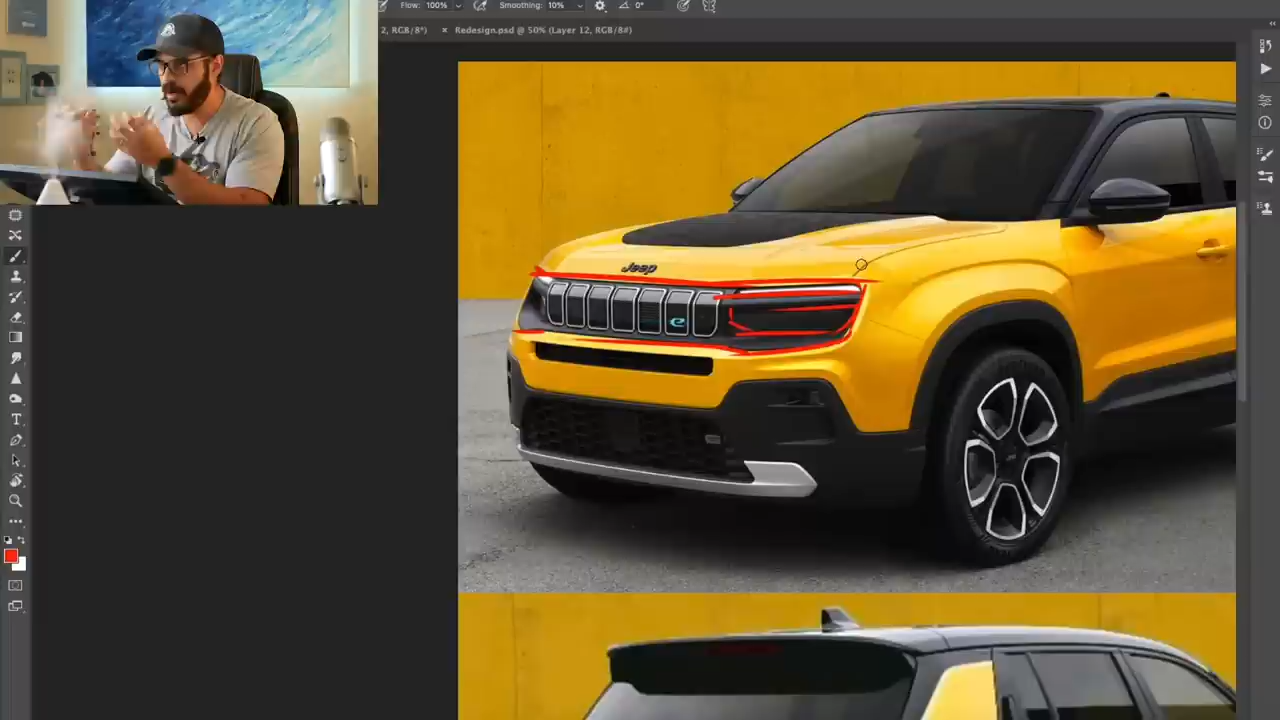 Flow: 100%
Smoothing: 10%
0°
2, RGB/8*)
× Redesign.psd @ 50% (Layer 12, RGB/8#)
Jeep
e